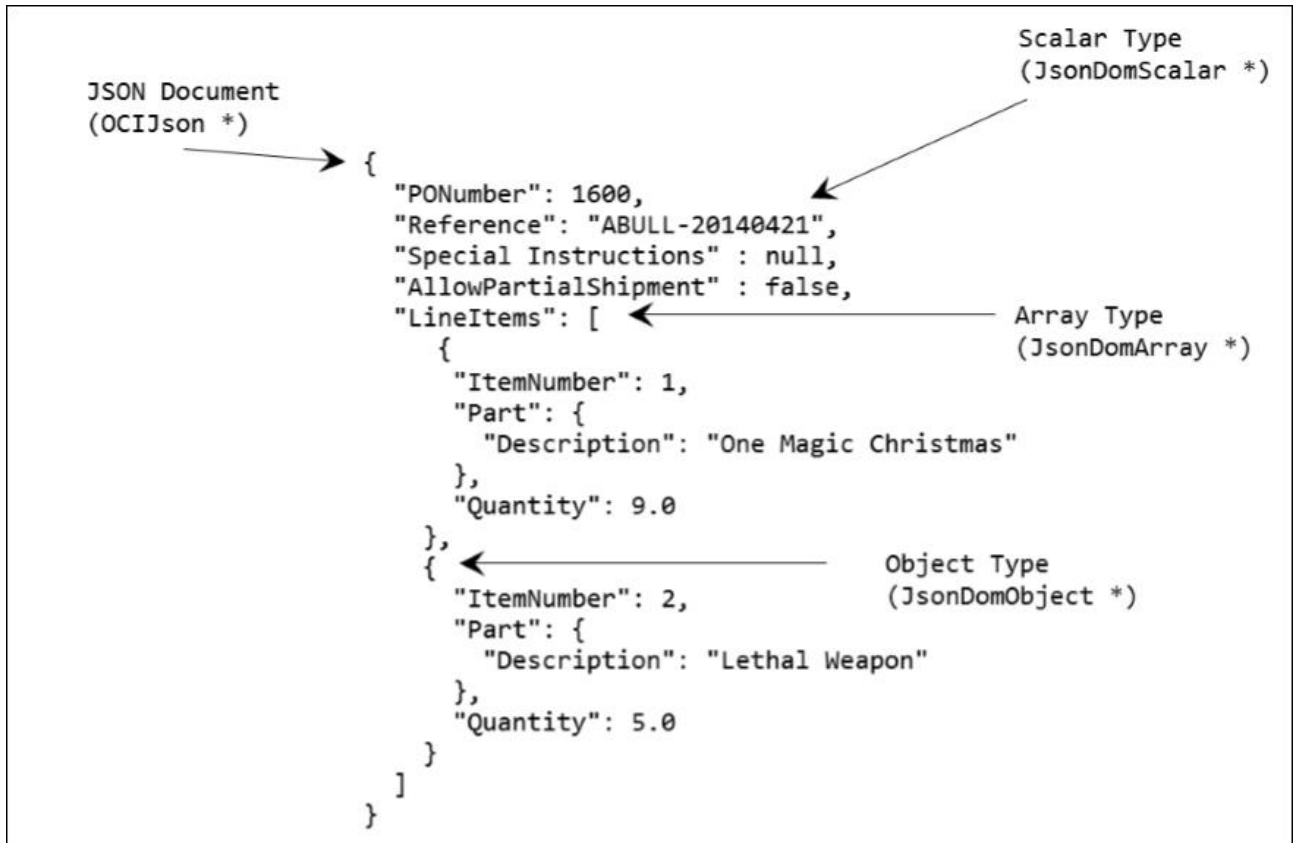 Scalar Type
(JsonDomScalar *)
JSON Document
(OCIJson *)
{
"PONumber": 1600,
"Reference": "ABULL-20140421",
"Special Instructions" : null,
"AllowPartialShipment" : false,
"LineItems": [
Array Type
(JsonDomArray *)
{
"ItemNumber": 1,
"Part": {
"Description": "One Magic Christmas"
},
"Quantity": 9.0
},
{
Object Type
(JsonDomObject *)
"ItemNumber": 2,
"Part": {
"Description": "Lethal Weapon"
},
"Quantity": 5.0
}
]
}